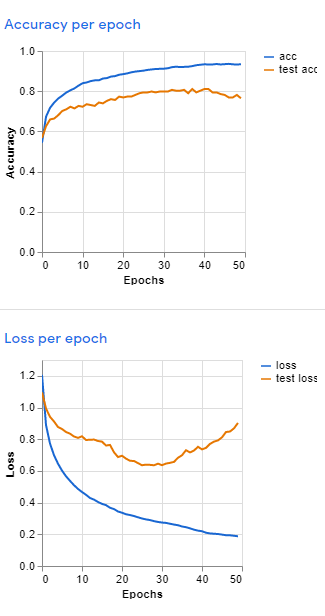 Accuracy per epoch
1.0
acc
test acc
0.8
0.6
Accuracy
0.4
0.2
0.0
0 10 20 30 40 50
Epochs
Loss per epoch
loss
1.2
test loss
1.0
0.8
0.6
Loss
0.4
0.2
0.0
0 10 20 30 40 50
Epochs